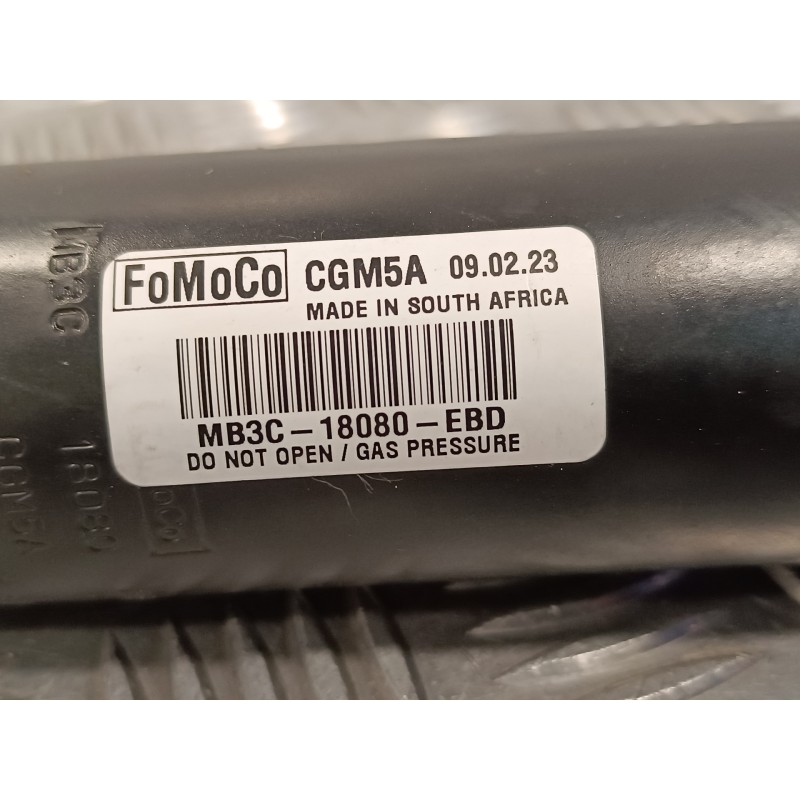 FoMoCo CGM5A 09.02.23
MADE IN SOUTH AFRICA
MB3C-18080-EBD
DO NOT OPEN / GAS PRESSURE
MB3C
CGM5A